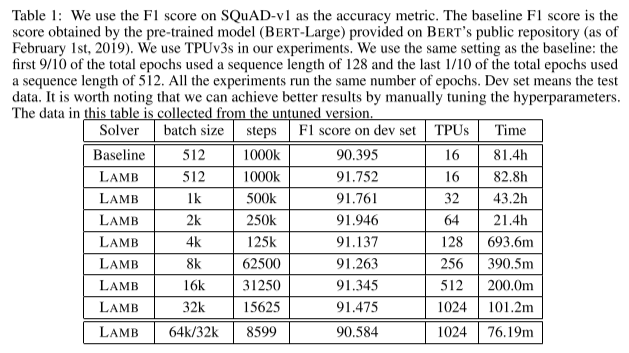 Table 1: We use the F1 score on SQuAD-v1 as the accuracy metric. The baseline F1 score is the
score obtained by the pre-trained model (BERT-Large) provided on BERT's public repository (as of
February 1st, 2019). We use TPUv3s in our experiments. We use the same setting as the baseline: the
first 9/10 of the total epochs used a sequence length of 128 and the last 1/10 of the total epochs used
a sequence length of 512. All the experiments run the same number of epochs. Dev set means the test
data. It is worth noting that we can achieve better results by manually tuning the hyperparameters.
The data in this table is collected from the untuned version.
Solver batch size steps F1 score on dev set TPUs Time
Baseline 512 1000k 90.395 16 81.4h
LAMB 512 1000k 91.752 16 82.8h
LAMB 1k 500k 91.761 32 43.2h
LAMB 2k 250k 91.946 64 21.4h
LAMB 4k 125k 91.137 128 693.6m
LAMB 8k 62500 91.263 256 390.5m
LAMB 16k 31250 91.345 512 200.0m
LAMB 32k 15625 91.475 1024 101.2m
LAMB 64k/32k 8599 90.584 1024 76.19m